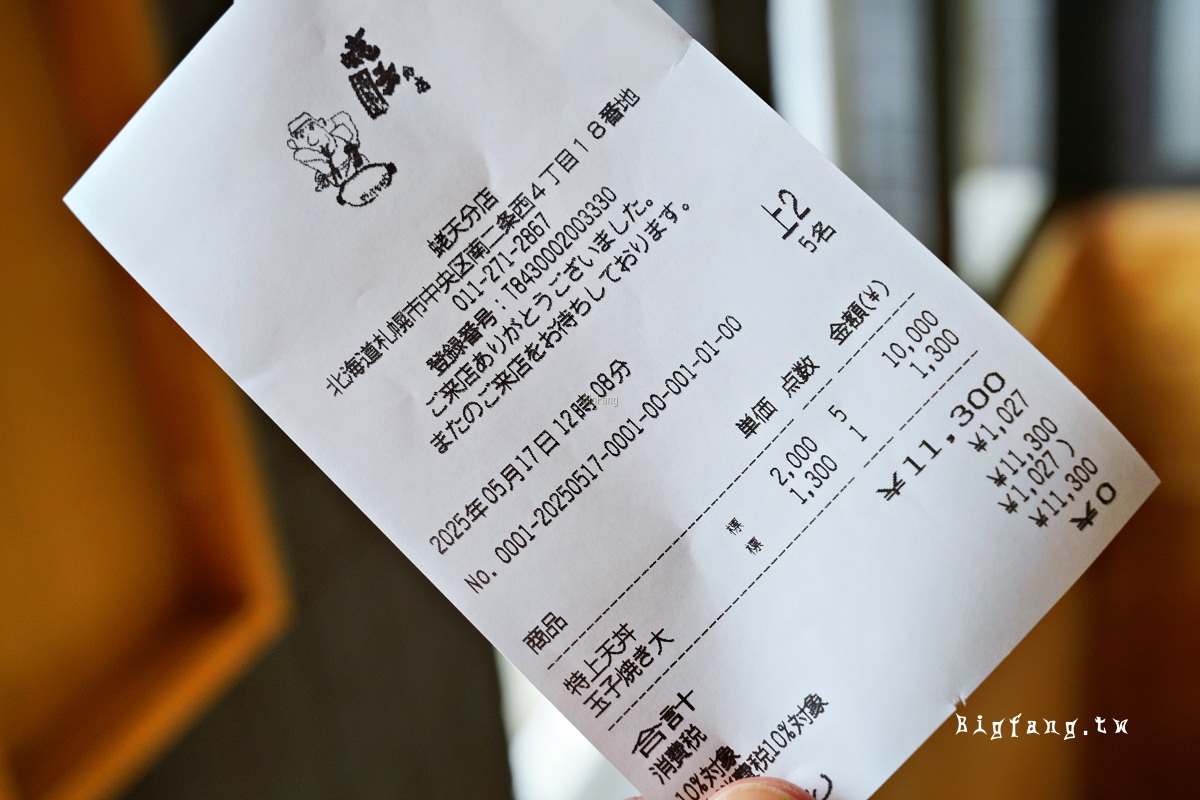 蛯天分店
北海道札幌市中央区南二条西4丁目18番地
011-271-2867
登録番号：T8430002003330
ご来店ありがとうございました。
またのご来店をお待ちしております。
上2
5名
2025年05月17日 12時08分
No. 0001-20250517-0001-00-001-01-00
商品 単価 点数 金額(¥)
特上天丼 標 2,000 5 10,000
玉子焼き大 標 1,300 1 1,300
合計 ¥11,300
消費税 ¥1,027
10%対象 ¥11,300
費税10%対象 ¥1,027)
¥11,300
¥0
Bigfang.tw